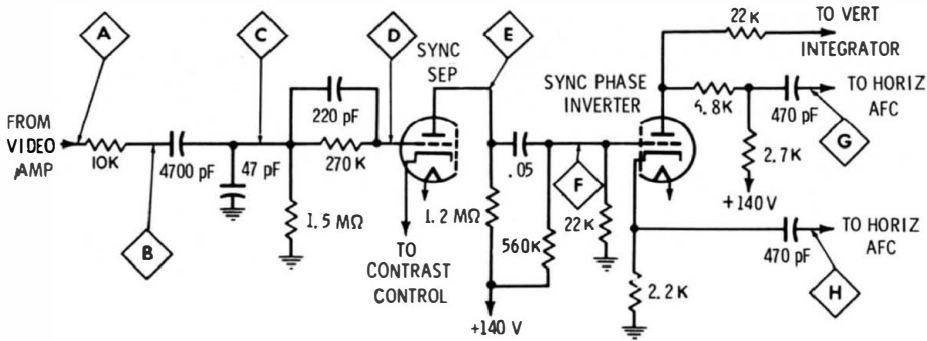 A
C
D
E
SYNC
SEP
22K
TO VERT
INTEGRATOR
SYNC PHASE
INVERTER
FROM
VIDEO
AMP
10K
4700 pF
47 pF
220 pF
270K
.05
6.8K
470 pF
TO HORIZ
AFC
G
2.7K
+140V
B
1.5 MΩ
TO
CONTRAST
CONTROL
1.2 MΩ
560K
F
22K
+140 V
2.2K
470 pF
TO HORIZ
AFC
H